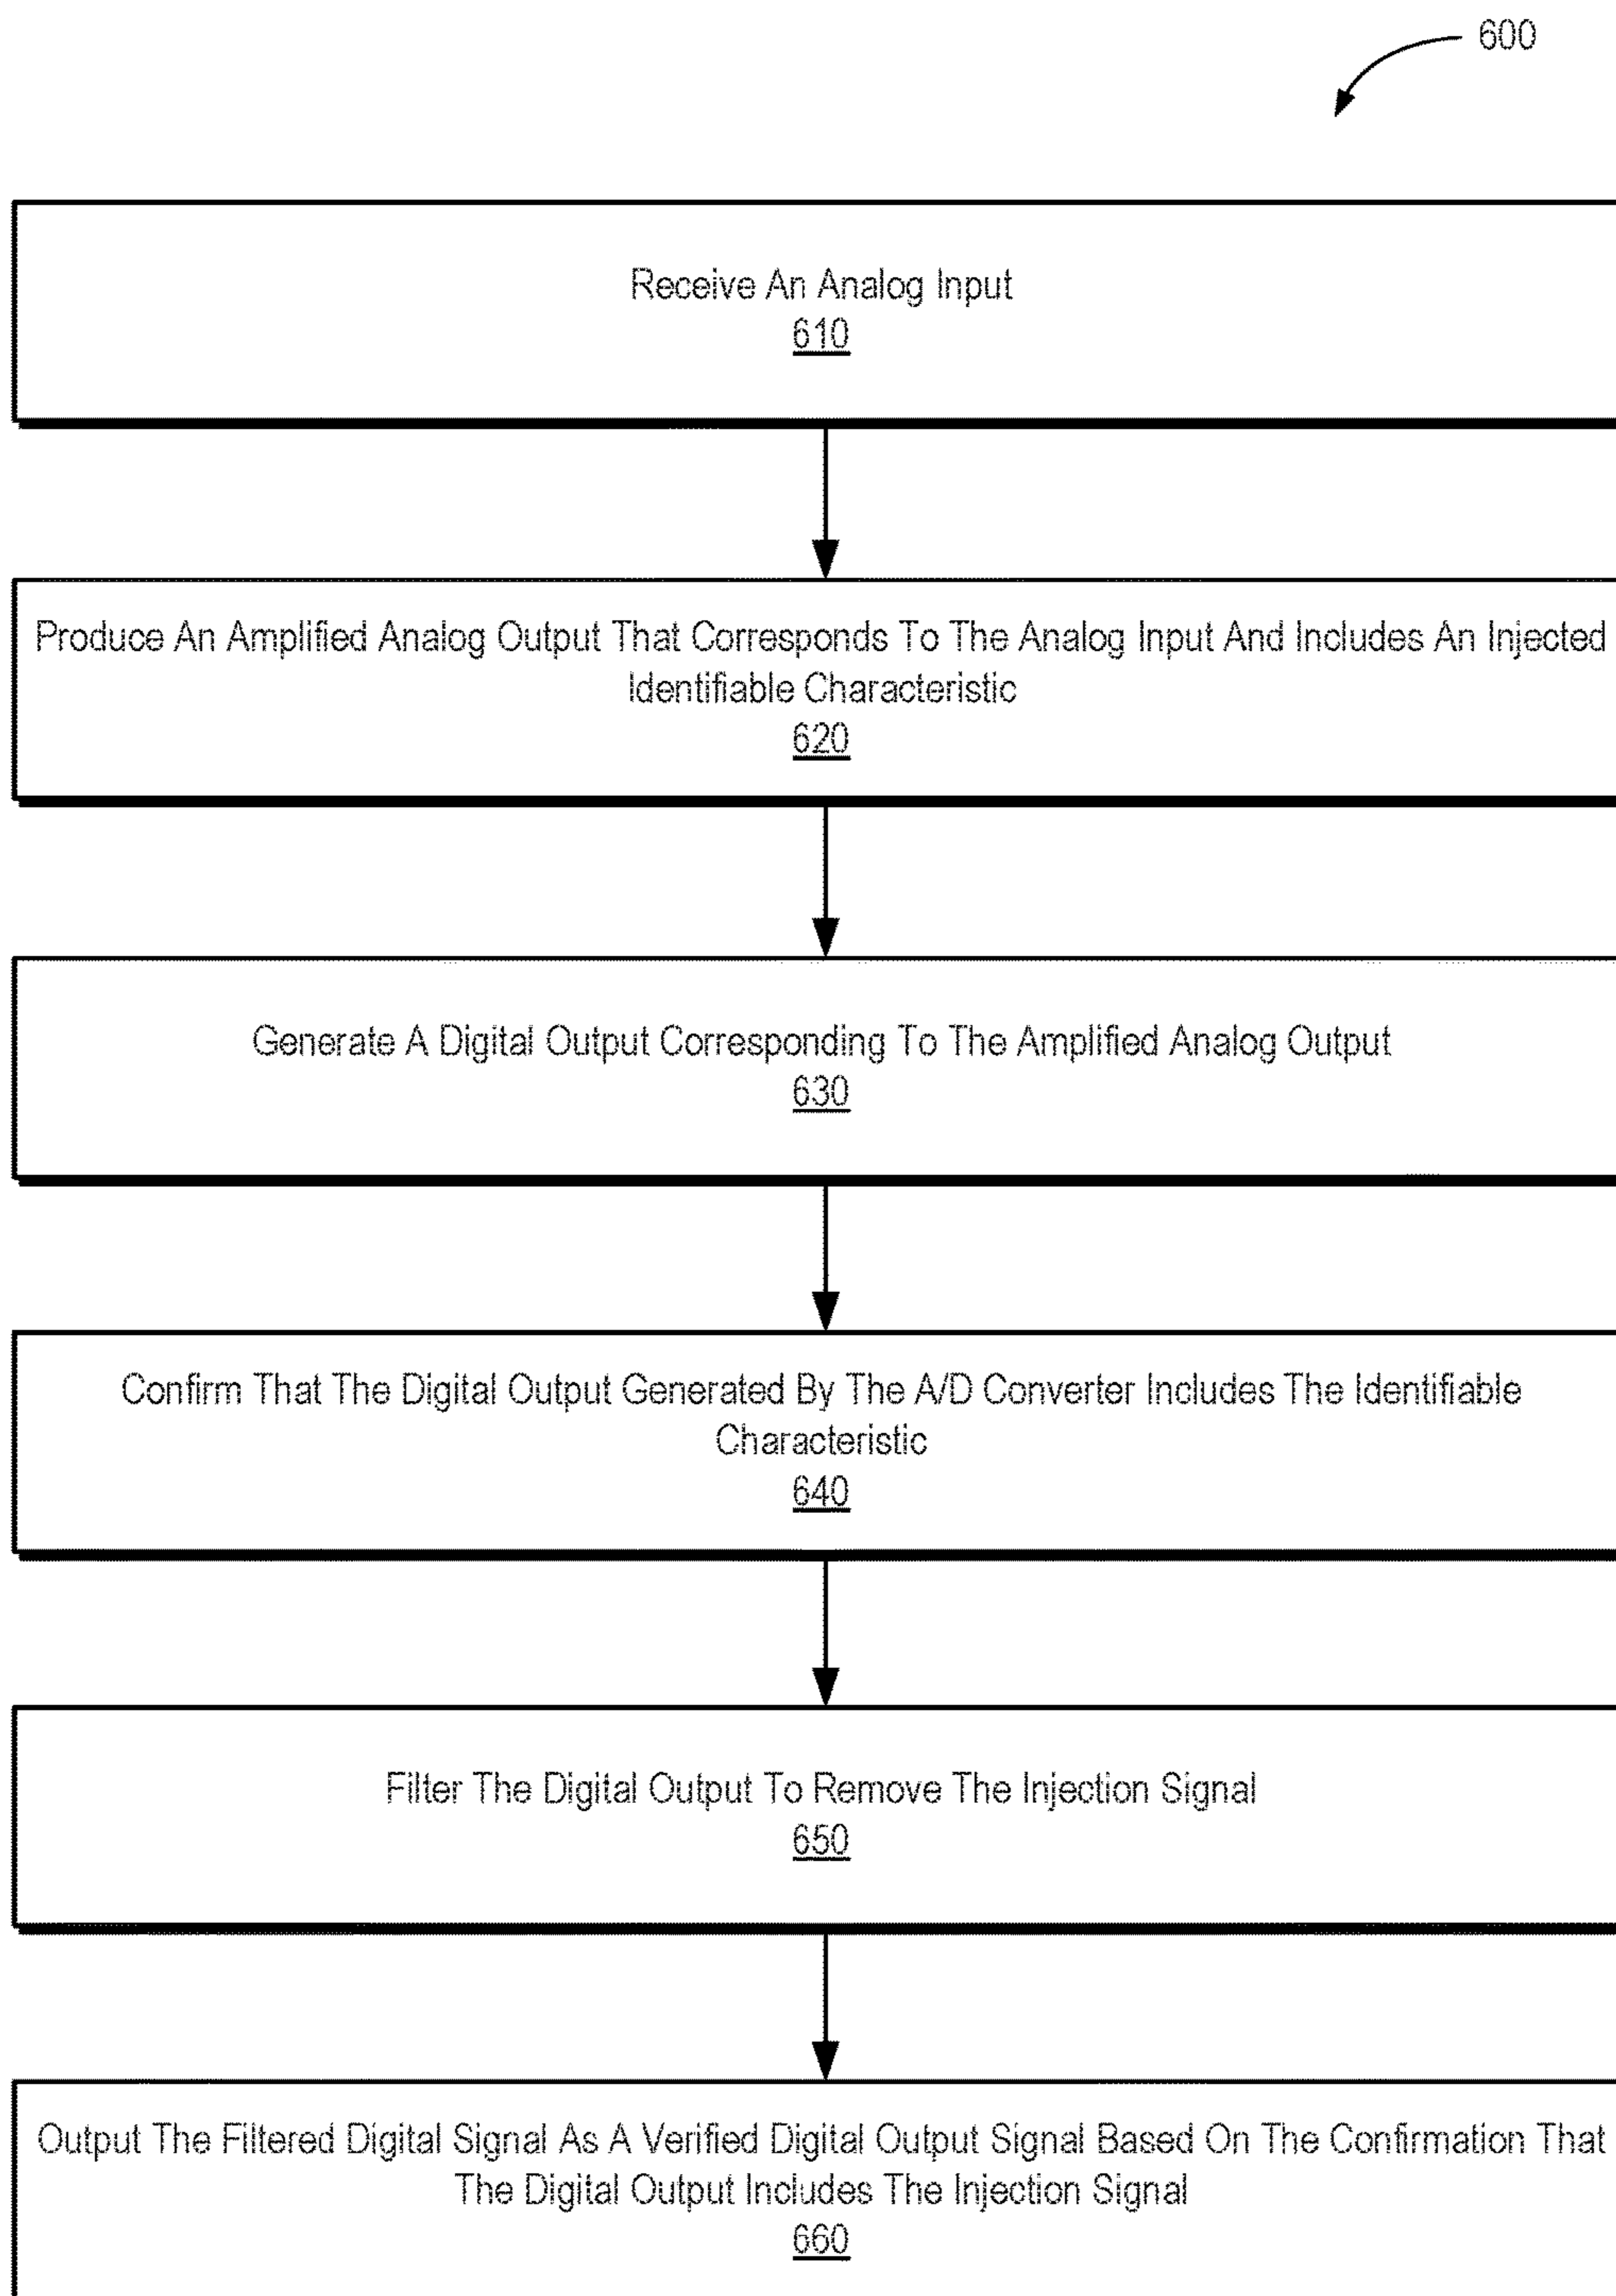 600
Receive An Analog Input
610
Produce An Amplified Analog Output That Corresponds To The Analog Input And Includes An Injected
Identifiable Characteristic
620
Generate A Digital Output Corresponding To The Amplified Analog Output
630
Confirm That The Digital Output Generated By The A/D Converter Includes The Identifiable
Characteristic
640
Filter The Digital Output To Remove The Injection Signal
650
Output The Filtered Digital Signal As A Verified Digital Output Signal Based On The Confirmation That
The Digital Output Includes The Injection Signal
660